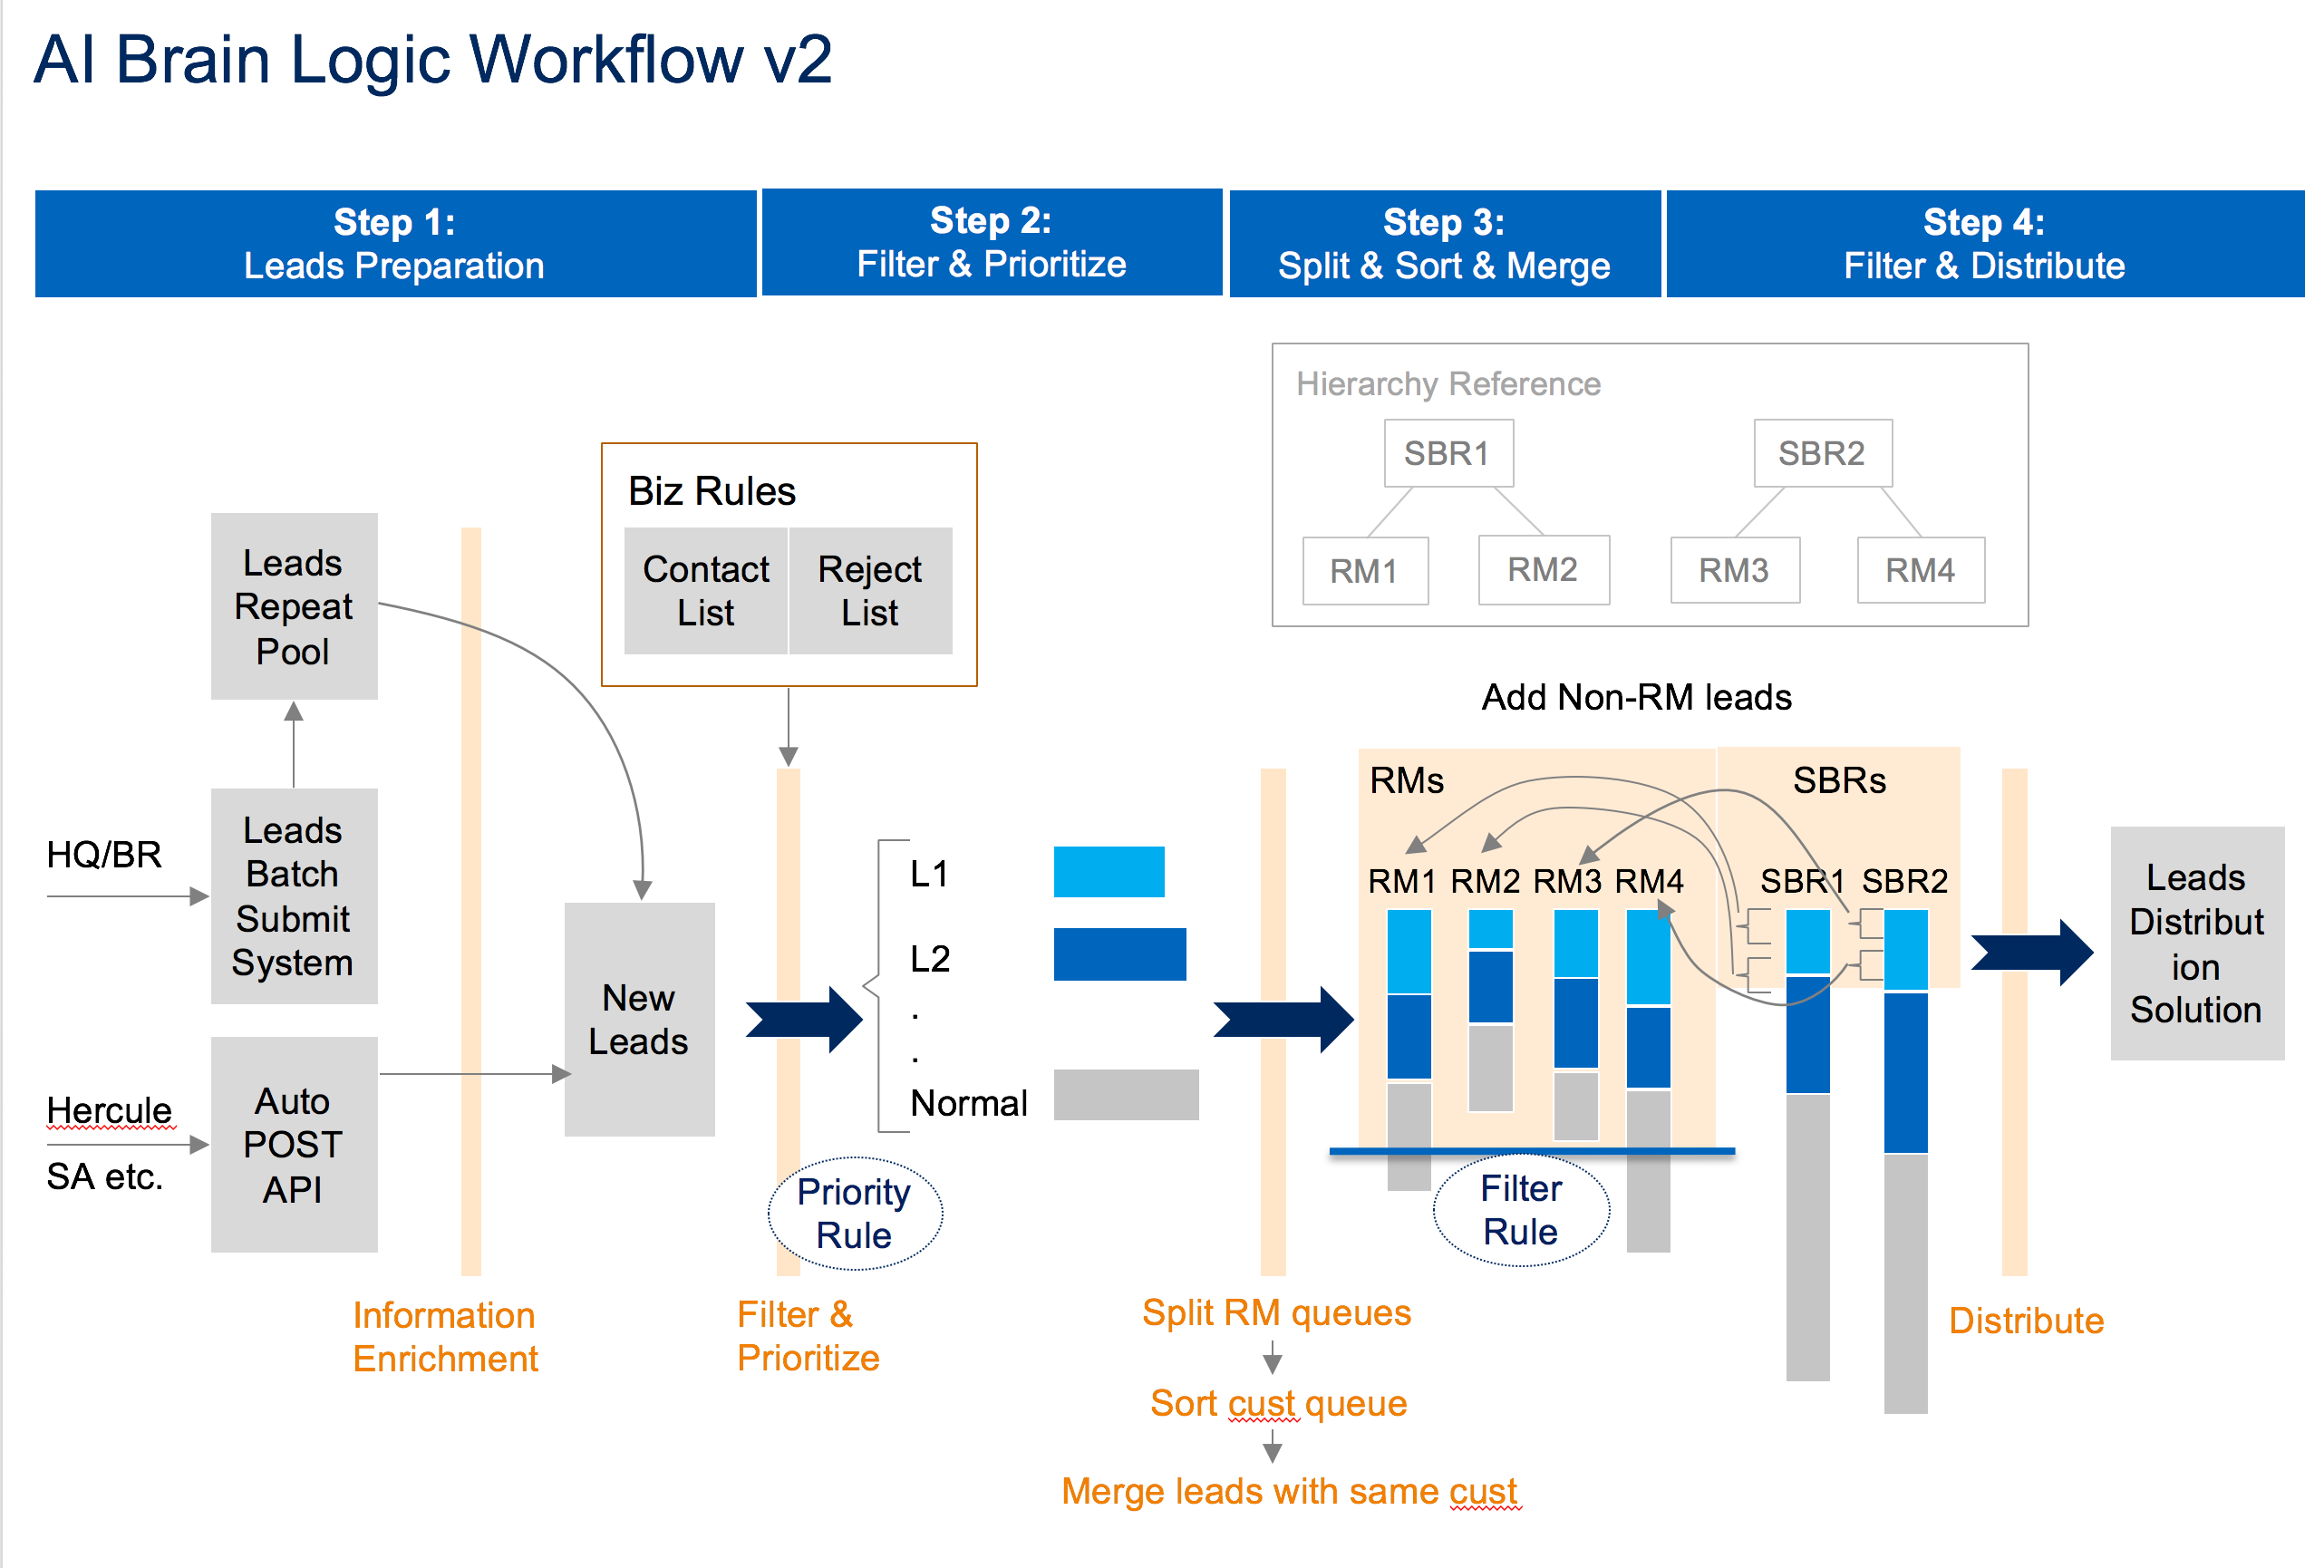 AI Brain Logic Workflow v2
Step 1:
Leads Preparation
Step 2:
Filter & Prioritize
Step 3:
Split & Sort & Merge
Step 4:
Filter & Distribute
Hierarchy Reference
SBR1
SBR2
RM1
RM2
RM3
RM4
Biz Rules
Contact
List
Reject
List
Leads
Repeat
Pool
HQ/BR
Leads
Batch
Submit
System
Hercule
SA etc.
Auto
POST
API
New
Leads
L1
L2
.
.
Normal
Priority
Rule
Add Non-RM leads
RMs
SBRs
RM1
RM2
RM3
RM4
SBR1
SBR2
Filter
Rule
Leads
Distribut
ion
Solution
Information
Enrichment
Filter &
Prioritize
Split RM queues
Sort cust queue
Merge leads with same cust
Distribute